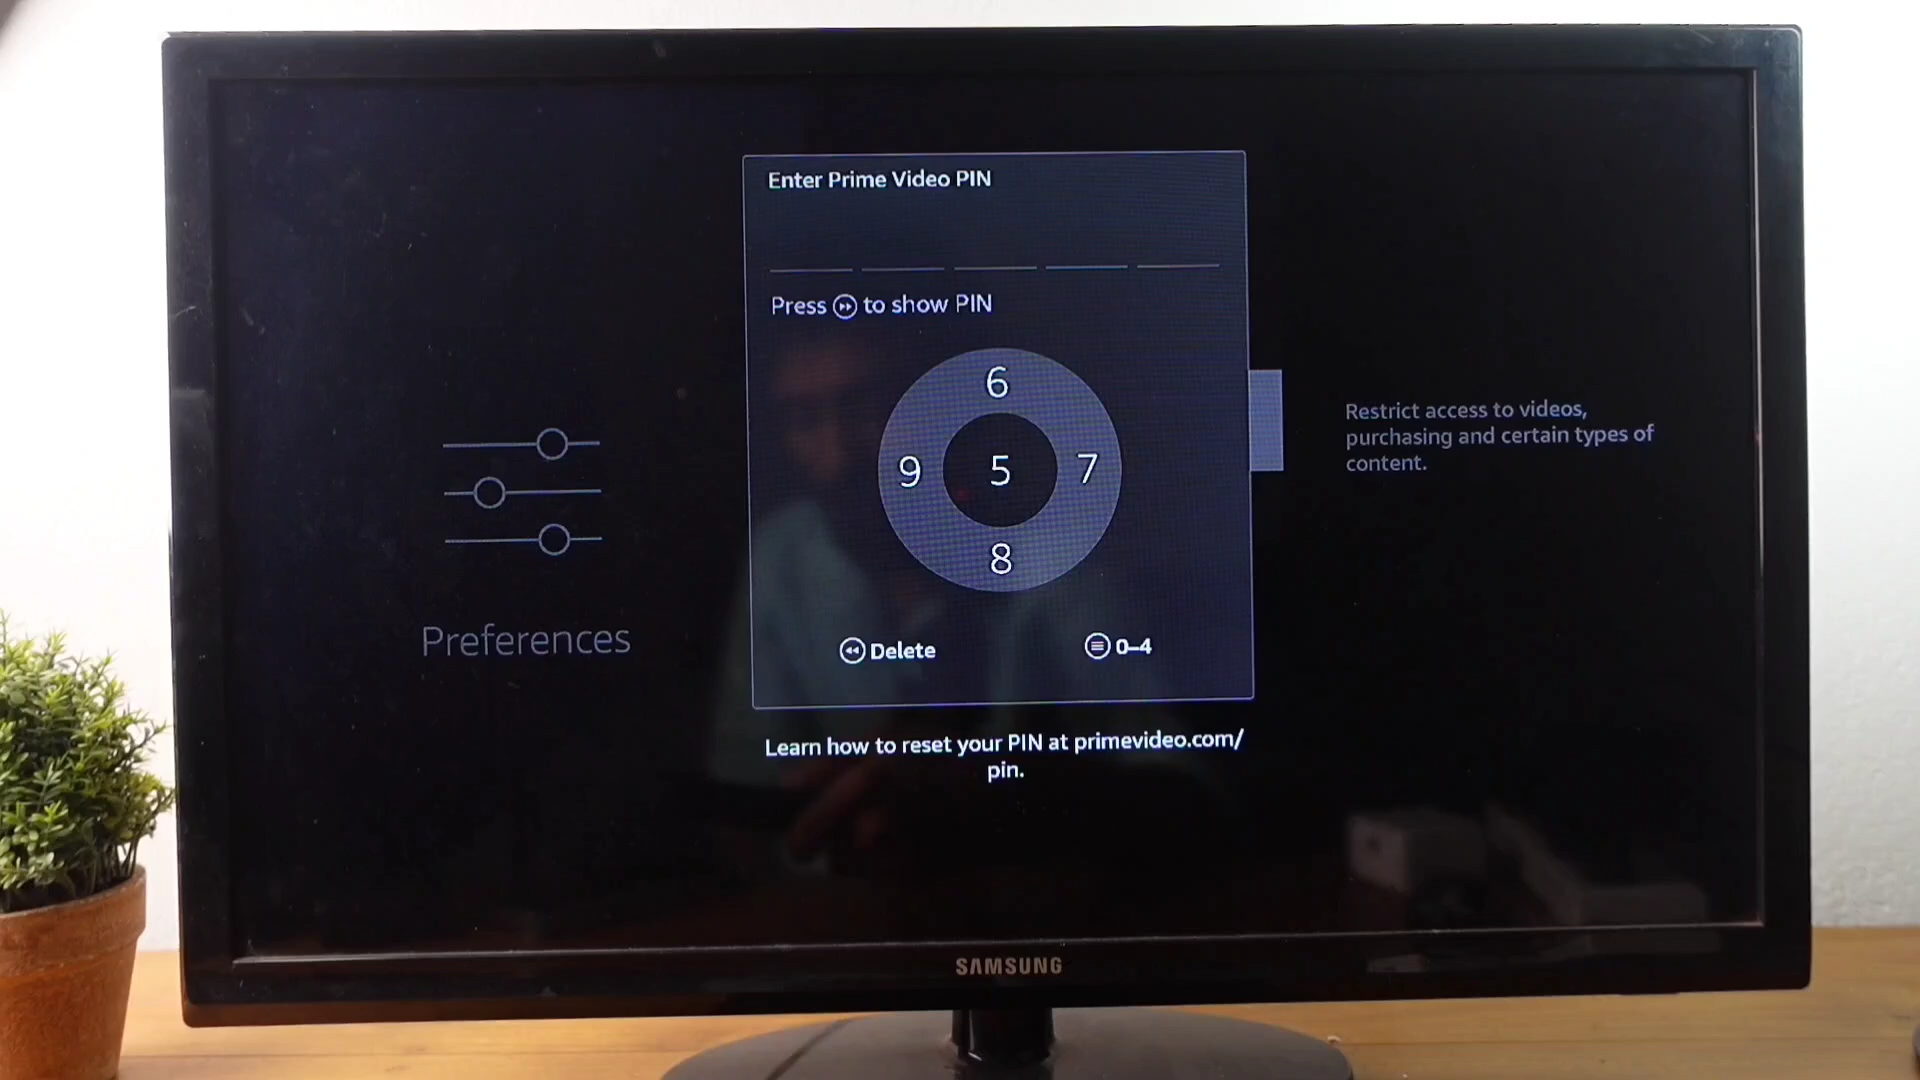 Enter Prime Video PIN
Press to show PIN
6
9 5 7
8
Delete 0–4
Learn how to reset your PIN at primevideo.com/
pin.
Preferences
Restrict access to videos,
purchasing and certain types of
content.
SAMSUNG